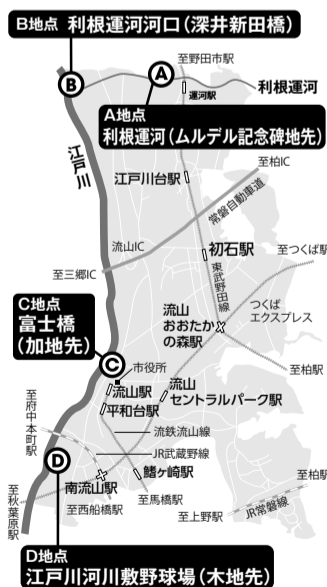 B地点 利根運河河口(深井新田橋)
至野田市駅
A
B
利根運河
運河駅
A地点
利根運河(ムルデル記念碑地先)
江戸川
江戸川台駅
至柏IC
常磐自動車道
流山IC
初石駅
至つくば駅
至三郷IC
東武野田線
つくば
エクスプレス
C地点
富士橋
(加地先)
流山
おおたか
の森駅
C
市役所
至柏駅
流山駅
流山
セントラルパーク駅
平和台駅
至府中本町駅
流鉄流山線
JR武蔵野線
D
鰭ヶ崎駅
至柏駅
南流山駅
至秋葉原駅
至馬橋駅
至西船橋駅
至上野駅
JR常磐線
D地点
江戸川河川敷野球場(木地先)